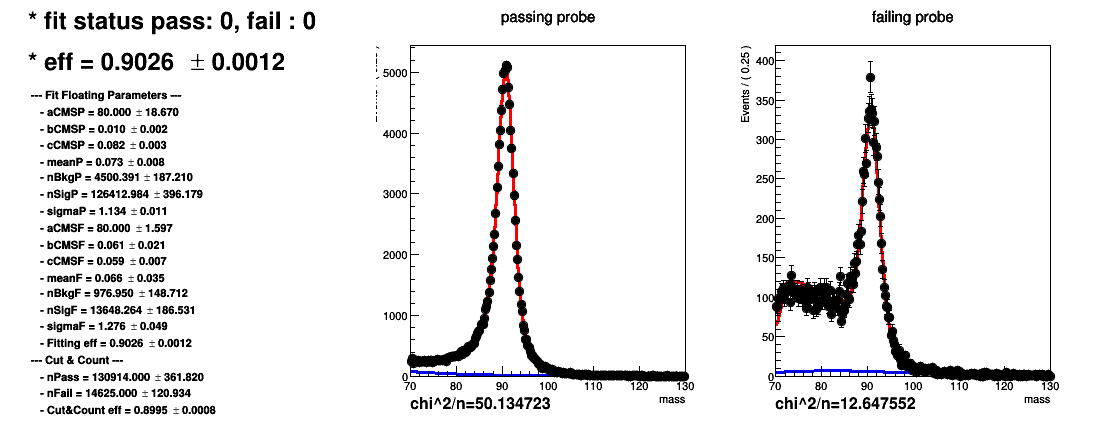 * fit status pass: 0, fail : 0
* eff = 0.9026 ± 0.0012
--- Fit Floating Parameters ---
- aCMSP = 80.000 ± 18.670
- bCMSP = 0.010 ± 0.002
- cCMSP = 0.082 ± 0.003
- meanP = 0.073 ± 0.008
- nBkgP = 4500.391 ± 187.210
- nSigP = 126412.984 ± 396.179
- sigmaP = 1.134 ± 0.011
- aCMSF = 80.000 ± 1.597
- bCMSF = 0.061 ± 0.021
- cCMSF = 0.059 ± 0.007
- meanF = 0.066 ± 0.035
- nBkgF = 976.950 ± 148.712
- nSigF = 13648.264 ± 186.531
- sigmaF = 1.276 ± 0.049
- Fitting eff = 0.9026 ± 0.0012
--- Cut & Count ---
- nPass = 130914.000 ± 361.820
- nFail = 14625.000 ± 120.934
- Cut&Count eff = 0.8995 ± 0.0008
passing probe
5000
4000
3000
2000
1000
0
70 80 90 100 110 120 130
mass
chi^2/n=50.134723
failing probe
Events / ( 0.25 )
400
350
300
250
200
150
100
50
0
70 80 90 100 110 120 130
mass
chi^2/n=12.647552